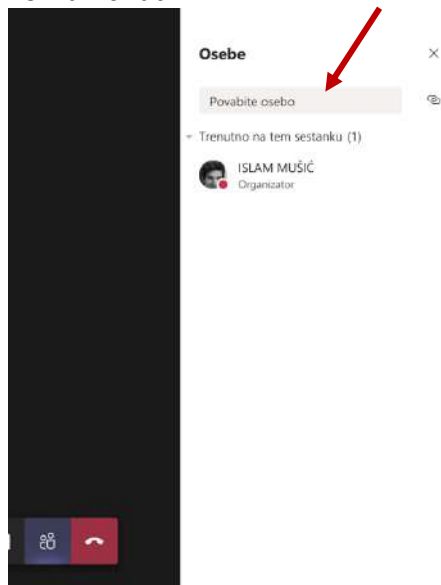 Osebe
Povabite osebo
Trenutno na tem sestanku (1)
ISLAM MUŠIĆ
Organizator